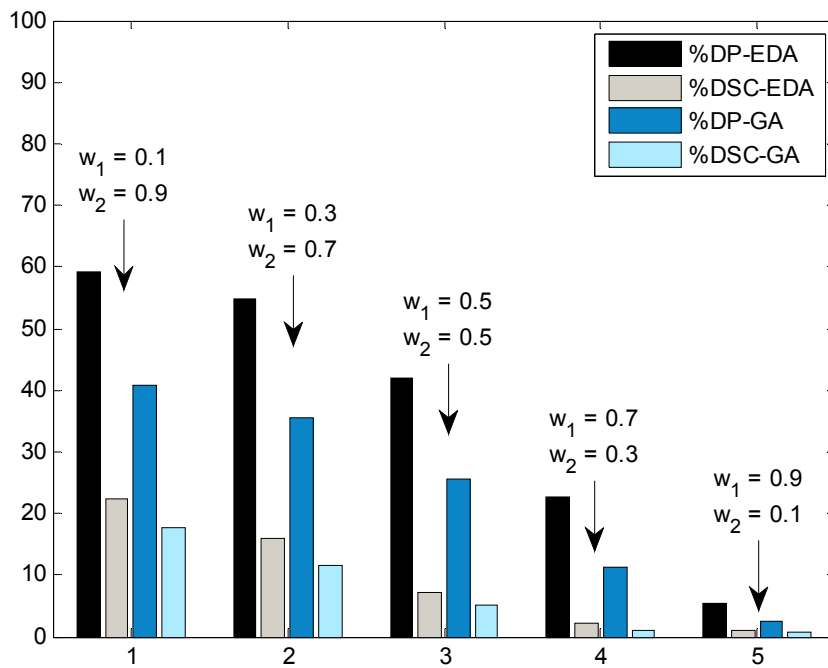 100
90
80
70
60
50
40
30
20
10
0
%DP-EDA
%DSC-EDA
%DP-GA
%DSC-GA
w1 = 0.1
w2 = 0.9
w1 = 0.3
w2 = 0.7
w1 = 0.5
w2 = 0.5
w1 = 0.7
w2 = 0.3
w1 = 0.9
w2 = 0.1
1 2 3 4 5